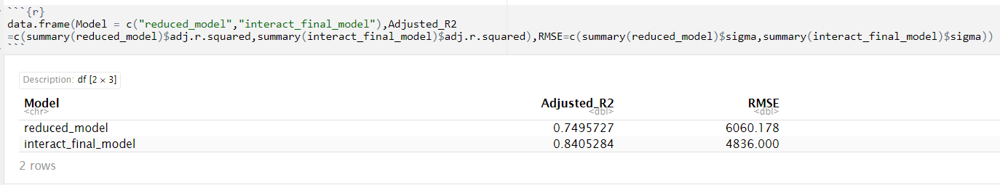 ```{r}
data.frame(Model = c("reduced_model","interact_final_model"),Adjusted_R2
=c(summary(reduced_model)$adj.r.squared,summary(interact_final_model)$adj.r.squared),RMSE=c(summary(reduced_model)$sigma,summary(interact_final_model)$sigma))
```
Description: df [2 × 3]
Model Adjusted_R2 RMSE
<chr> <dbl> <dbl>
reduced_model 0.7495727 6060.178
interact_final_model 0.8405284 4836.000
2 rows